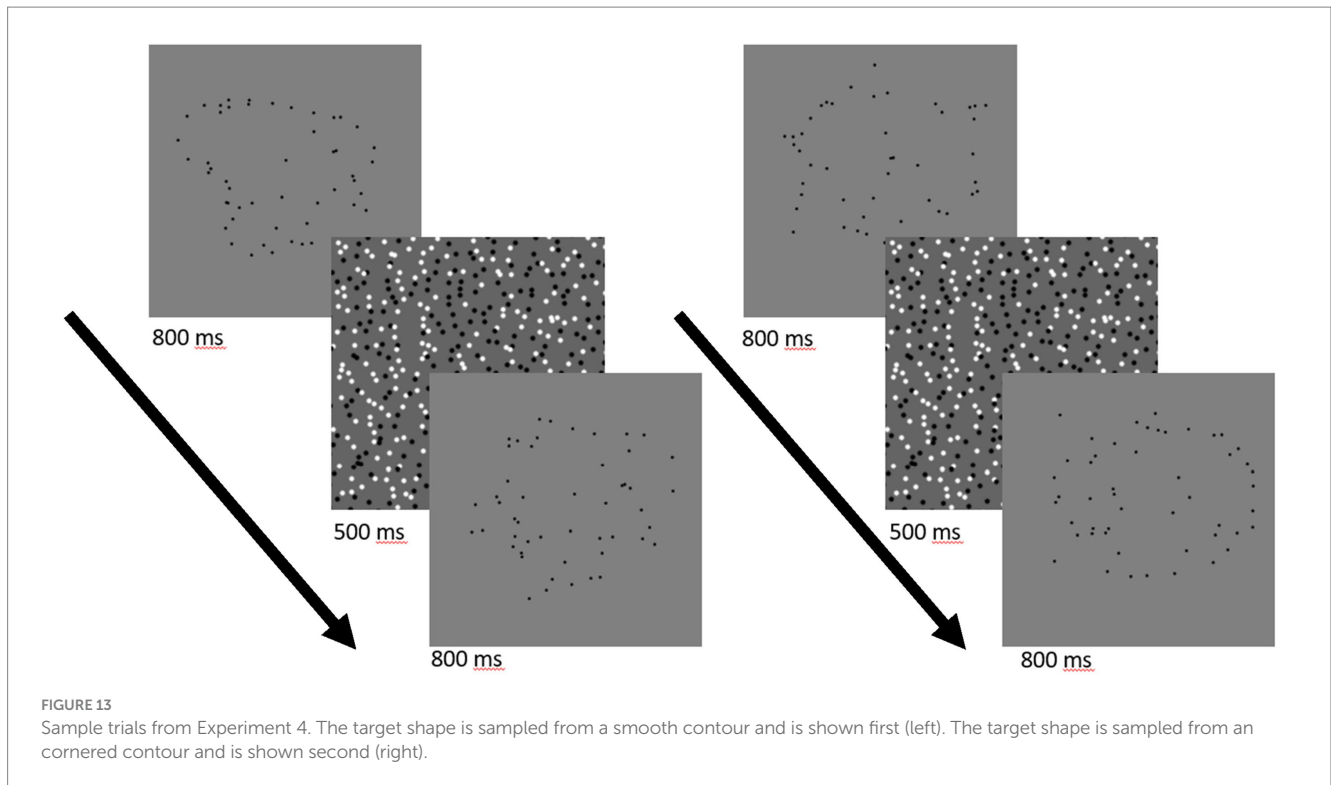 800 ms
500 ms
800 ms
800 ms
500 ms
800 ms
FIGURE 13
Sample trials from Experiment 4. The target shape is sampled from a smooth contour and is shown first (left). The target shape is sampled from an
cornered contour and is shown second (right).